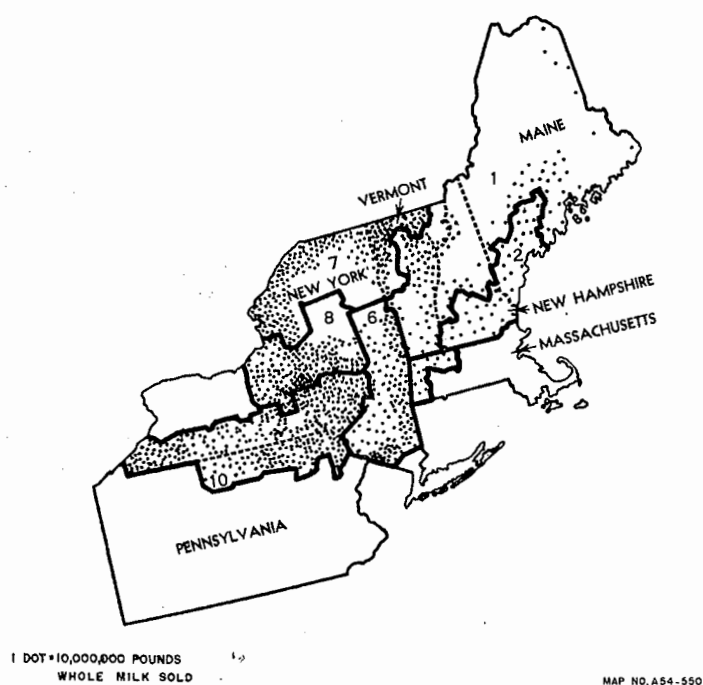 MAINE
1
VERMONT
2
7
NEW YORK
NEW HAMPSHIRE
8
6
MASSACHUSETTS
10
PENNSYLVANIA
1 DOT=10,000,000 POUNDS
WHOLE MILK SOLD
MAP NO. A54-550